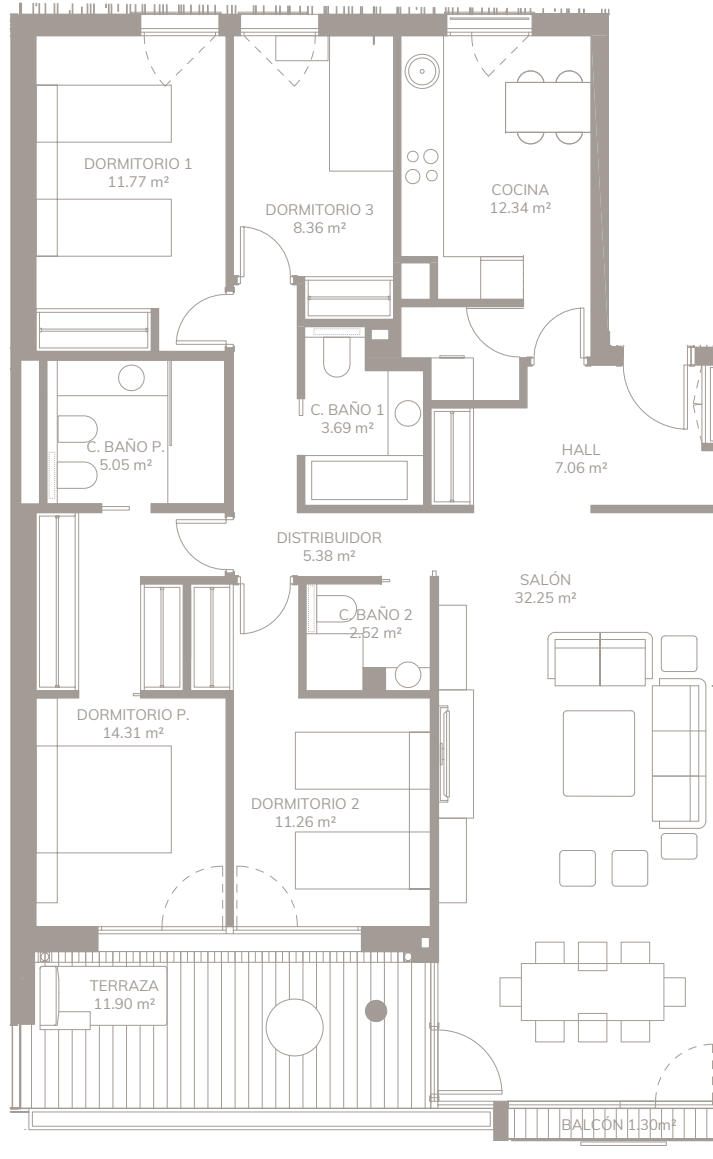 DORMITORIO 1
11.77 m²
DORMITORIO 3
8.36 m²
COCINA
12.34 m²
C. BAÑO 1
3.69 m²
C. BAÑO P.
5.05 m²
HALL
7.06 m²
DISTRIBUIDOR
5.38 m²
SALÓN
32.25 m²
C. BAÑO 2
2.52 m²
DORMITORIO P.
14.31 m²
DORMITORIO 2
11.26 m²
TERRAZA
11.90 m²
BALCÓN 1.30m²